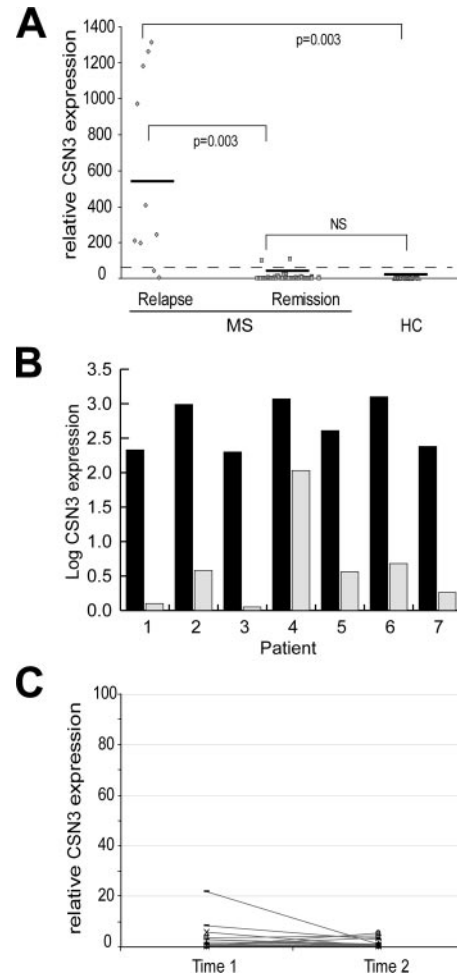 A
relative CSN3 expression
1400
1200
1000
800
600
400
200
0
p=0.003
p=0.003
NS
Relapse
Remission
MS
HC
B
Log CSN3 expression
3.5
3.0
2.5
2.0
1.5
1.0
0.5
0.0
1 2 3 4 5 6 7
Patient
C
relative CSN3 expression
100
80
60
40
20
0
Time 1
Time 2